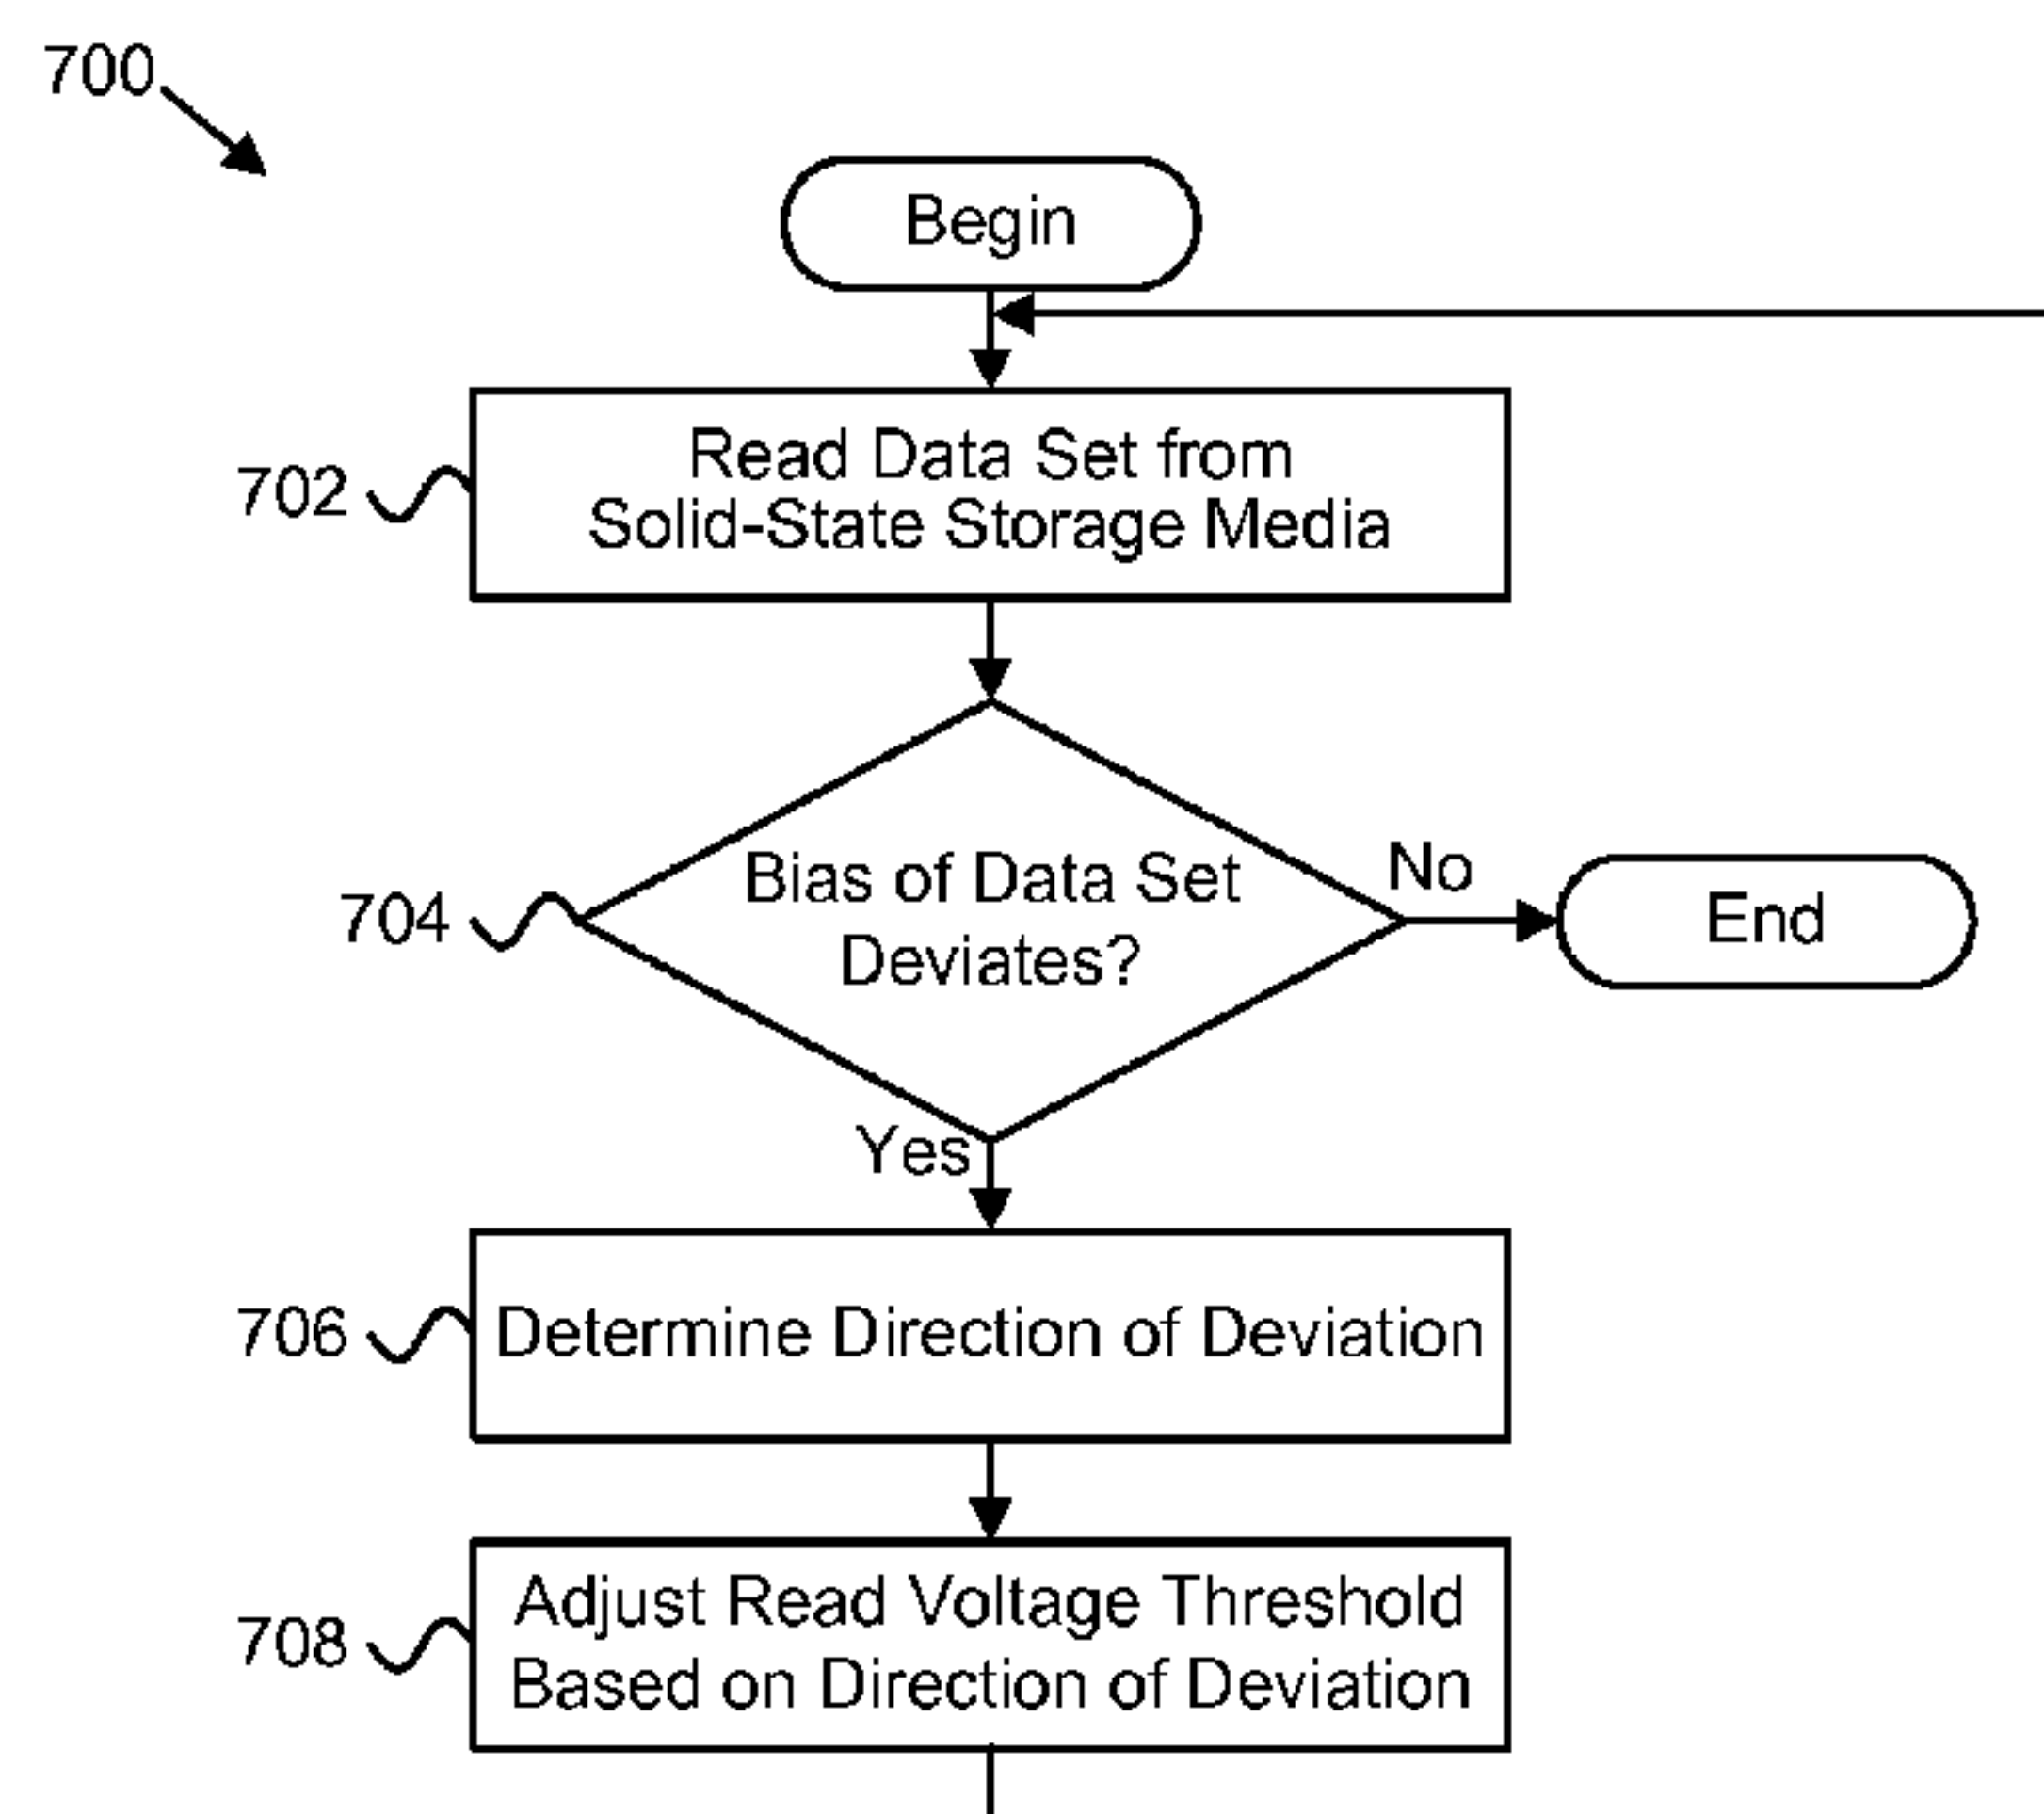 700
Begin
702
Read Data Set from
Solid-State Storage Media
704
Bias of Data Set
Deviates?
No
End
Yes
706
Determine Direction of Deviation
708
Adjust Read Voltage Threshold
Based on Direction of Deviation